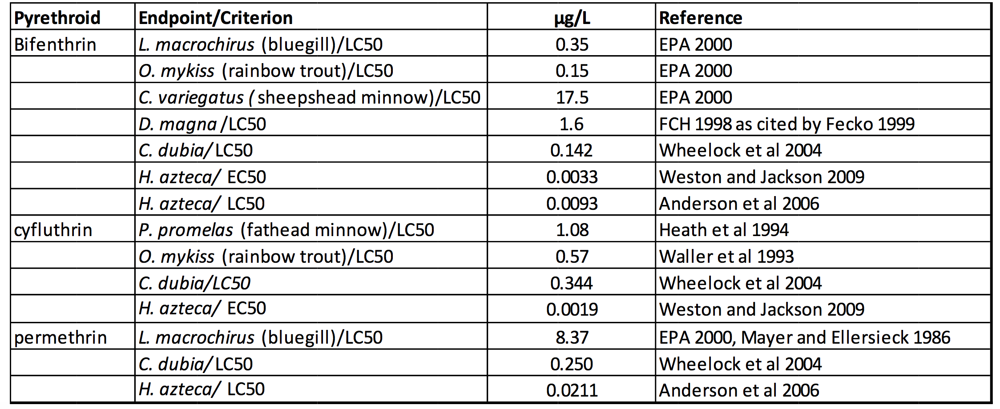 Pyrethroid Endpoint/Criterion µg/L Reference
Bifenthrin L. macrochirus (bluegill)/LC50 0.35 EPA 2000
O. mykiss (rainbow trout)/LC50 0.15 EPA 2000
C. variegatus ( sheepshead minnow)/LC50 17.5 EPA 2000
D. magna /LC50 1.6 FCH 1998 as cited by Fecko 1999
C. dubia/ LC50 0.142 Wheelock et al 2004
H. azteca/ EC50 0.0033 Weston and Jackson 2009
H. azteca/ LC50 0.0093 Anderson et al 2006
cyfluthrin P. promelas (fathead minnow)/LC50 1.08 Heath et al 1994
O. mykiss (rainbow trout)/LC50 0.57 Waller et al 1993
C. dubia/LC50 0.344 Wheelock et al 2004
H. azteca/ EC50 0.0019 Weston and Jackson 2009
permethrin L. macrochirus (bluegill)/LC50 8.37 EPA 2000, Mayer and Ellersieck 1986
C. dubia/ LC50 0.250 Wheelock et al 2004
H. azteca/ LC50 0.0211 Anderson et al 2006